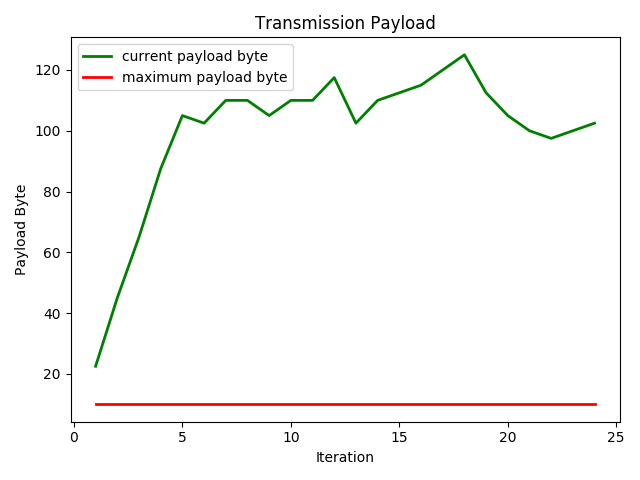 Transmission Payload
current payload byte
maximum payload byte
Payload Byte
120
100
80
60
40
20
0 5 10 15 20 25
Iteration